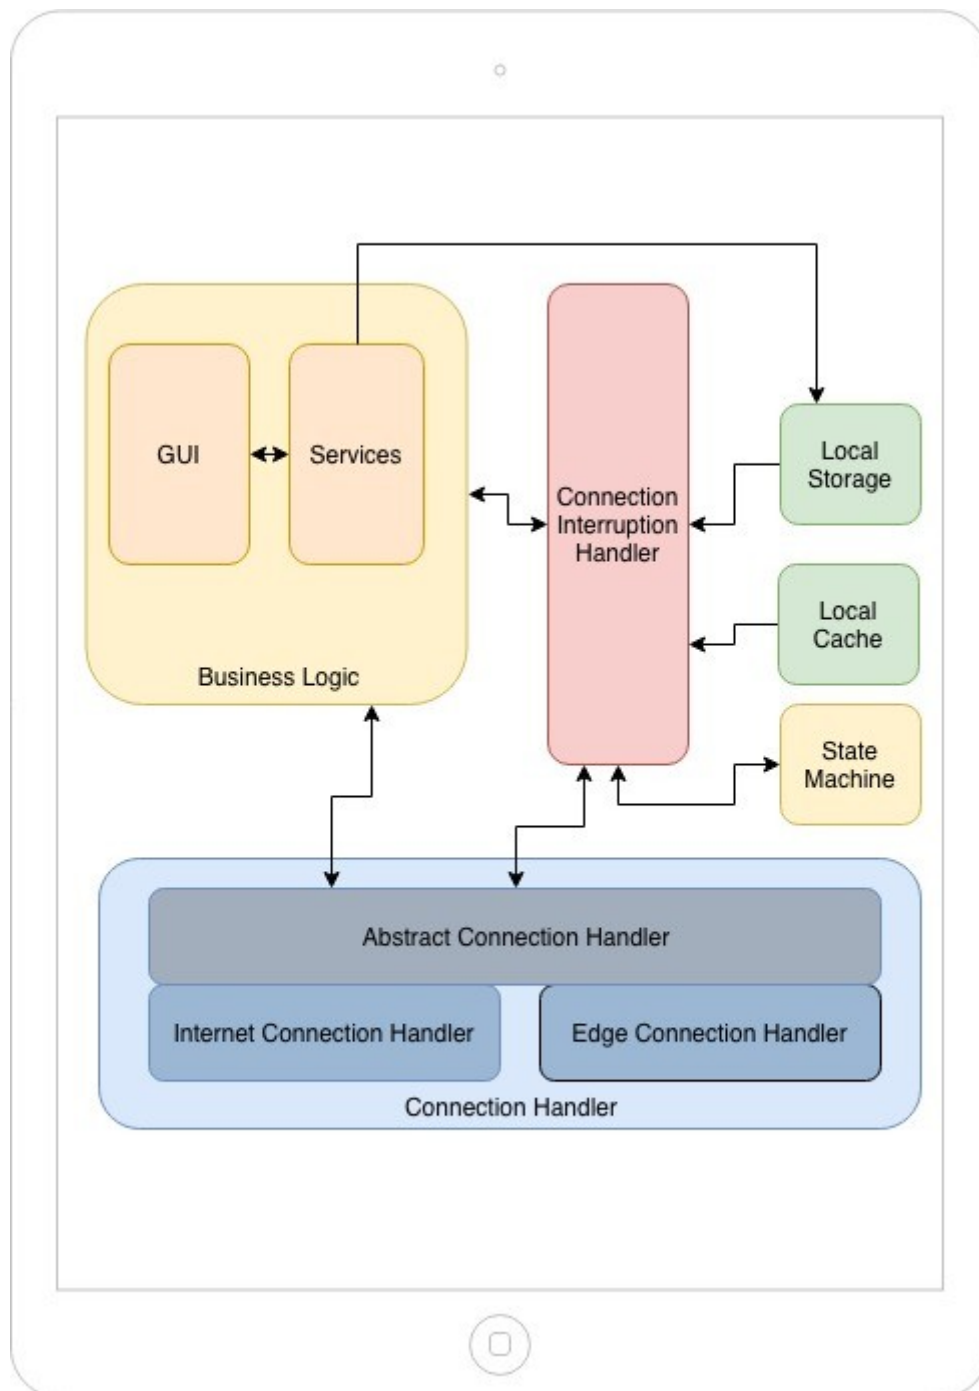 GUI
Services
Business Logic
Connection
Interruption
Handler
Local
Storage
Local
Cache
State
Machine
Abstract Connection Handler
Internet Connection Handler
Edge Connection Handler
Connection Handler